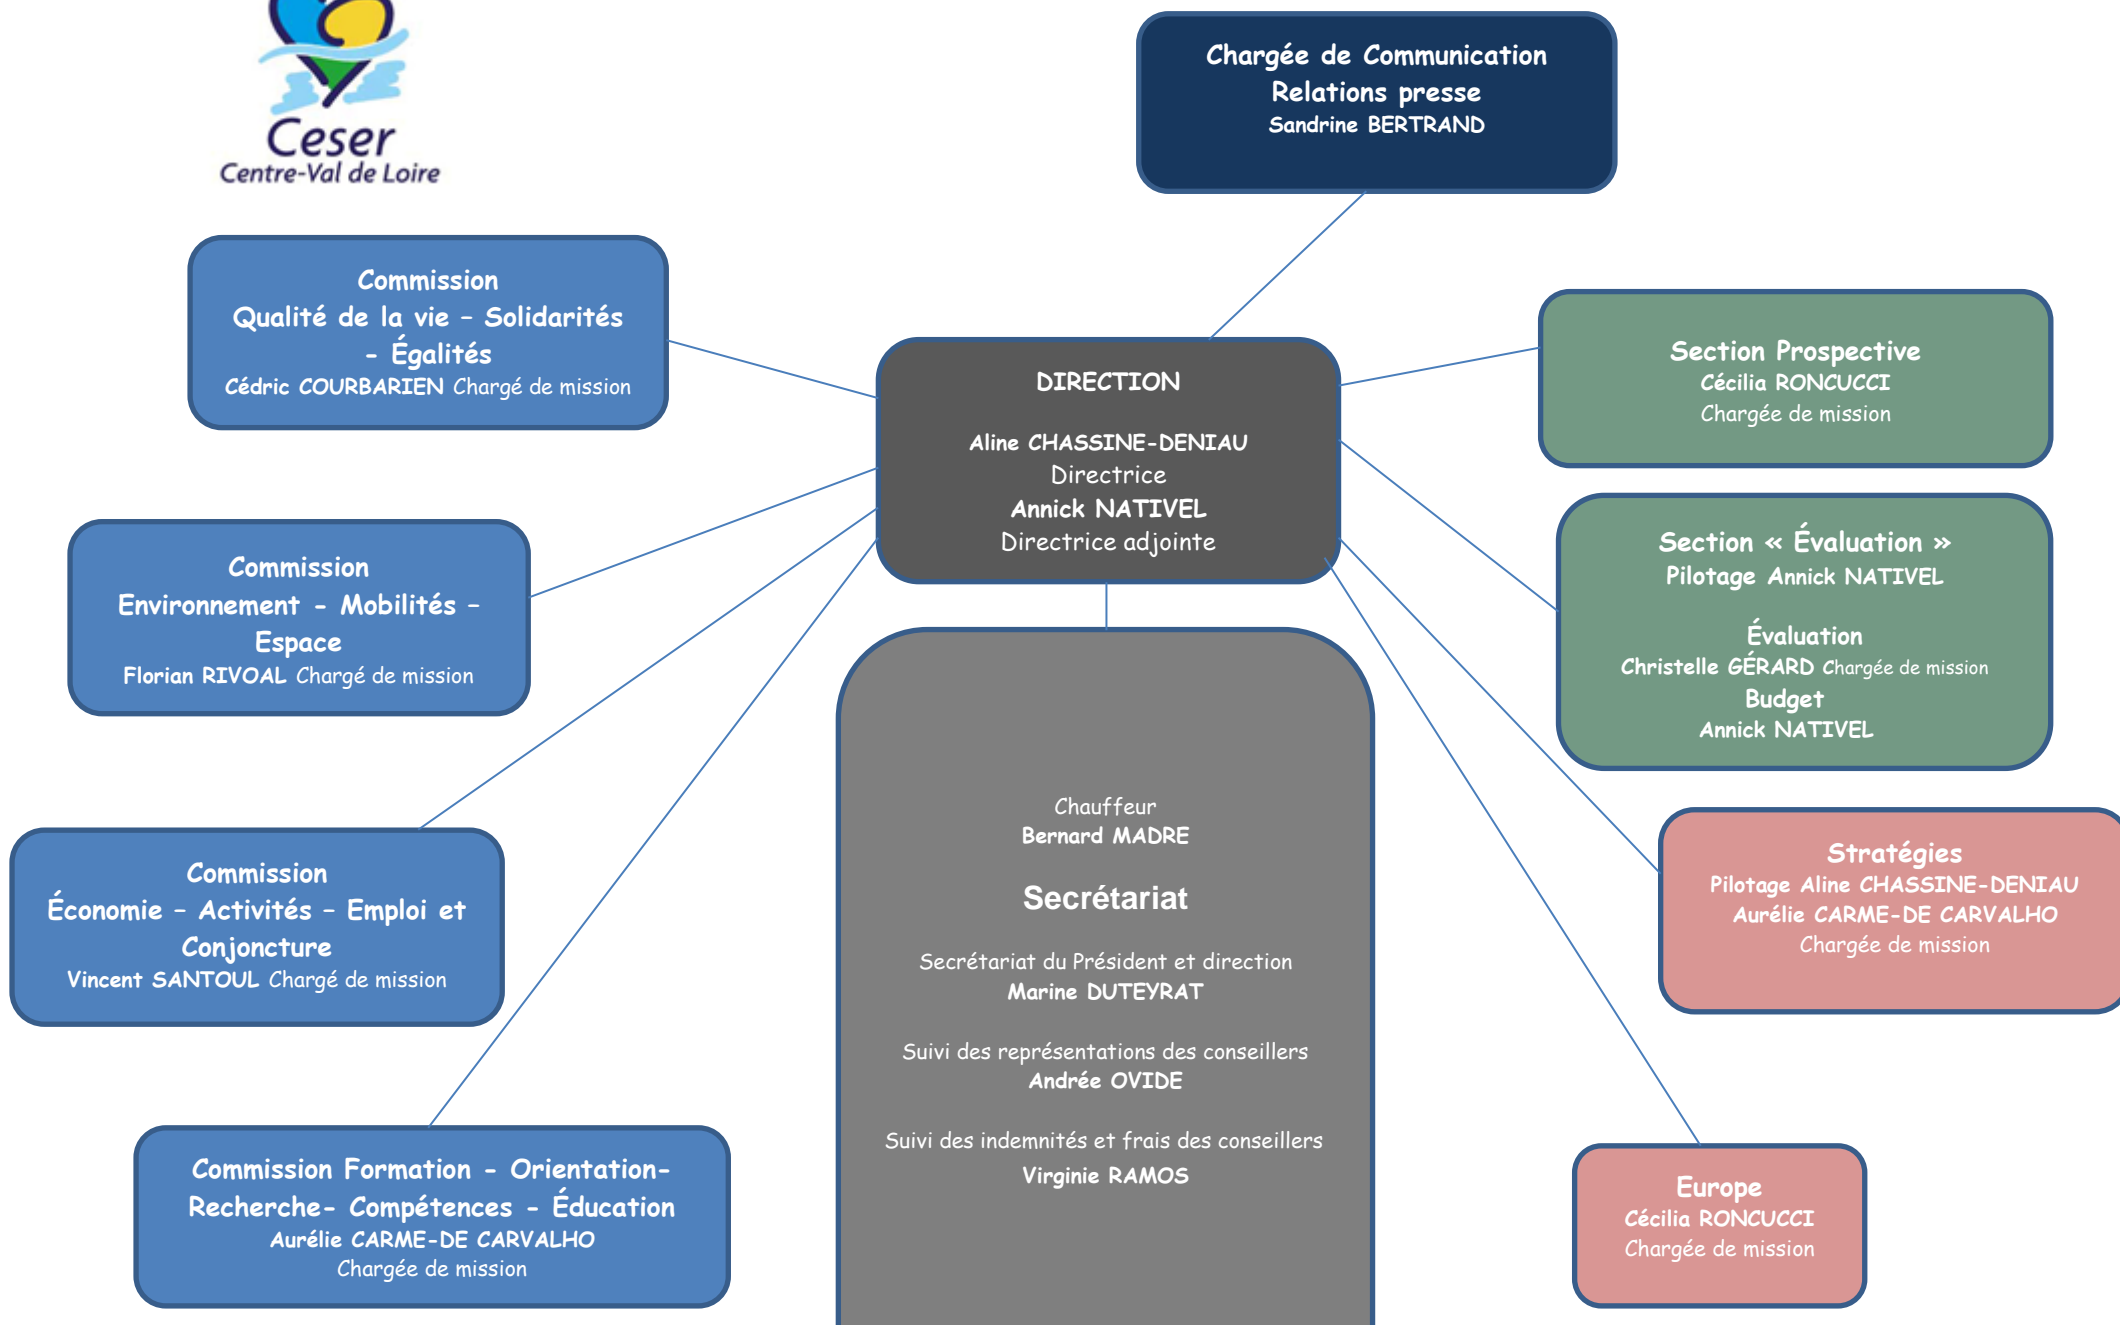 Ceser
Centre-Val de Loire
Chargée de Communication
Relations presse
Sandrine BERTRAND
Commission
Qualité de la vie – Solidarités
- Égalités
Cédric COURBARIEN Chargé de mission
DIRECTION
Aline CHASSINE-DENIAU
Directrice
Annick NATIVEL
Directrice adjointe
Section Prospective
Cécilia RONCUCCI
Chargée de mission
Commission
Environnement - Mobilités –
Espace
Florian RIVOAL Chargé de mission
Section « Évaluation »
Pilotage Annick NATIVEL
Évaluation
Christelle GÉRARD Chargée de mission
Budget
Annick NATIVEL
Commission
Économie – Activités – Emploi et
Conjoncture
Vincent SANTOUL Chargé de mission
Chauffeur
Bernard MADRE
Secrétariat
Secrétariat du Président et direction
Marine DUTEYRAT
Suivi des représentations des conseillers
Andrée OVIDE
Suivi des indemnités et frais des conseillers
Virginie RAMOS
Stratégies
Pilotage Aline CHASSINE-DENIAU
Aurélie CARME-DE CARVALHO
Chargée de mission
Commission Formation - Orientation-
Recherche- Compétences - Éducation
Aurélie CARME-DE CARVALHO
Chargée de mission
Europe
Cécilia RONCUCCI
Chargée de mission